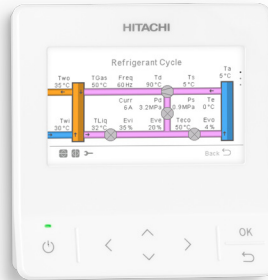 HITACHI
Refrigerant Cycle
Two TGas Freq Td Ts Ta
35°C 50°C 60Hz 90°C 5°C 5°C
Curr Pd Ps Te
6A 3.2MPa 0.9MPa 0°C
Twi TLiq Evi Eve Teco Evo
30°C 32°C 35% 20% 50°C 4%
Back
OK